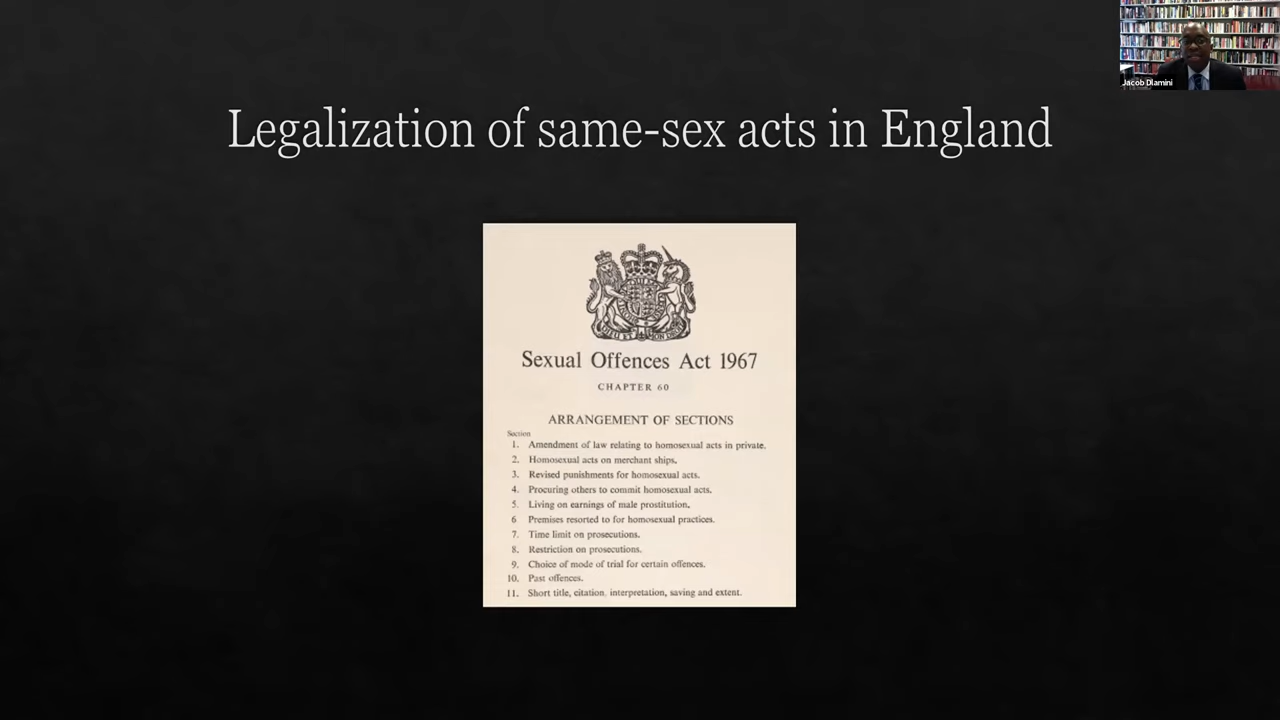 Jacob Dlamini
Legalization of same-sex acts in England
Sexual Offences Act 1967
CHAPTER 60
ARRANGEMENT OF SECTIONS
Section
1. Amendment of law relating to homosexual acts in private.
2. Homosexual acts on merchant ships.
3. Revised punishments for homosexual acts.
4. Procuring others to commit homosexual acts.
5. Living on earnings of male prostitution.
6 Premises resorted to for homosexual practices.
7. Time limit on prosecutions.
8. Restriction on prosecutions.
9. Choice of mode of trial for certain offences.
10. Past offences.
11. Short title, citation, interpretation, saving and extent.